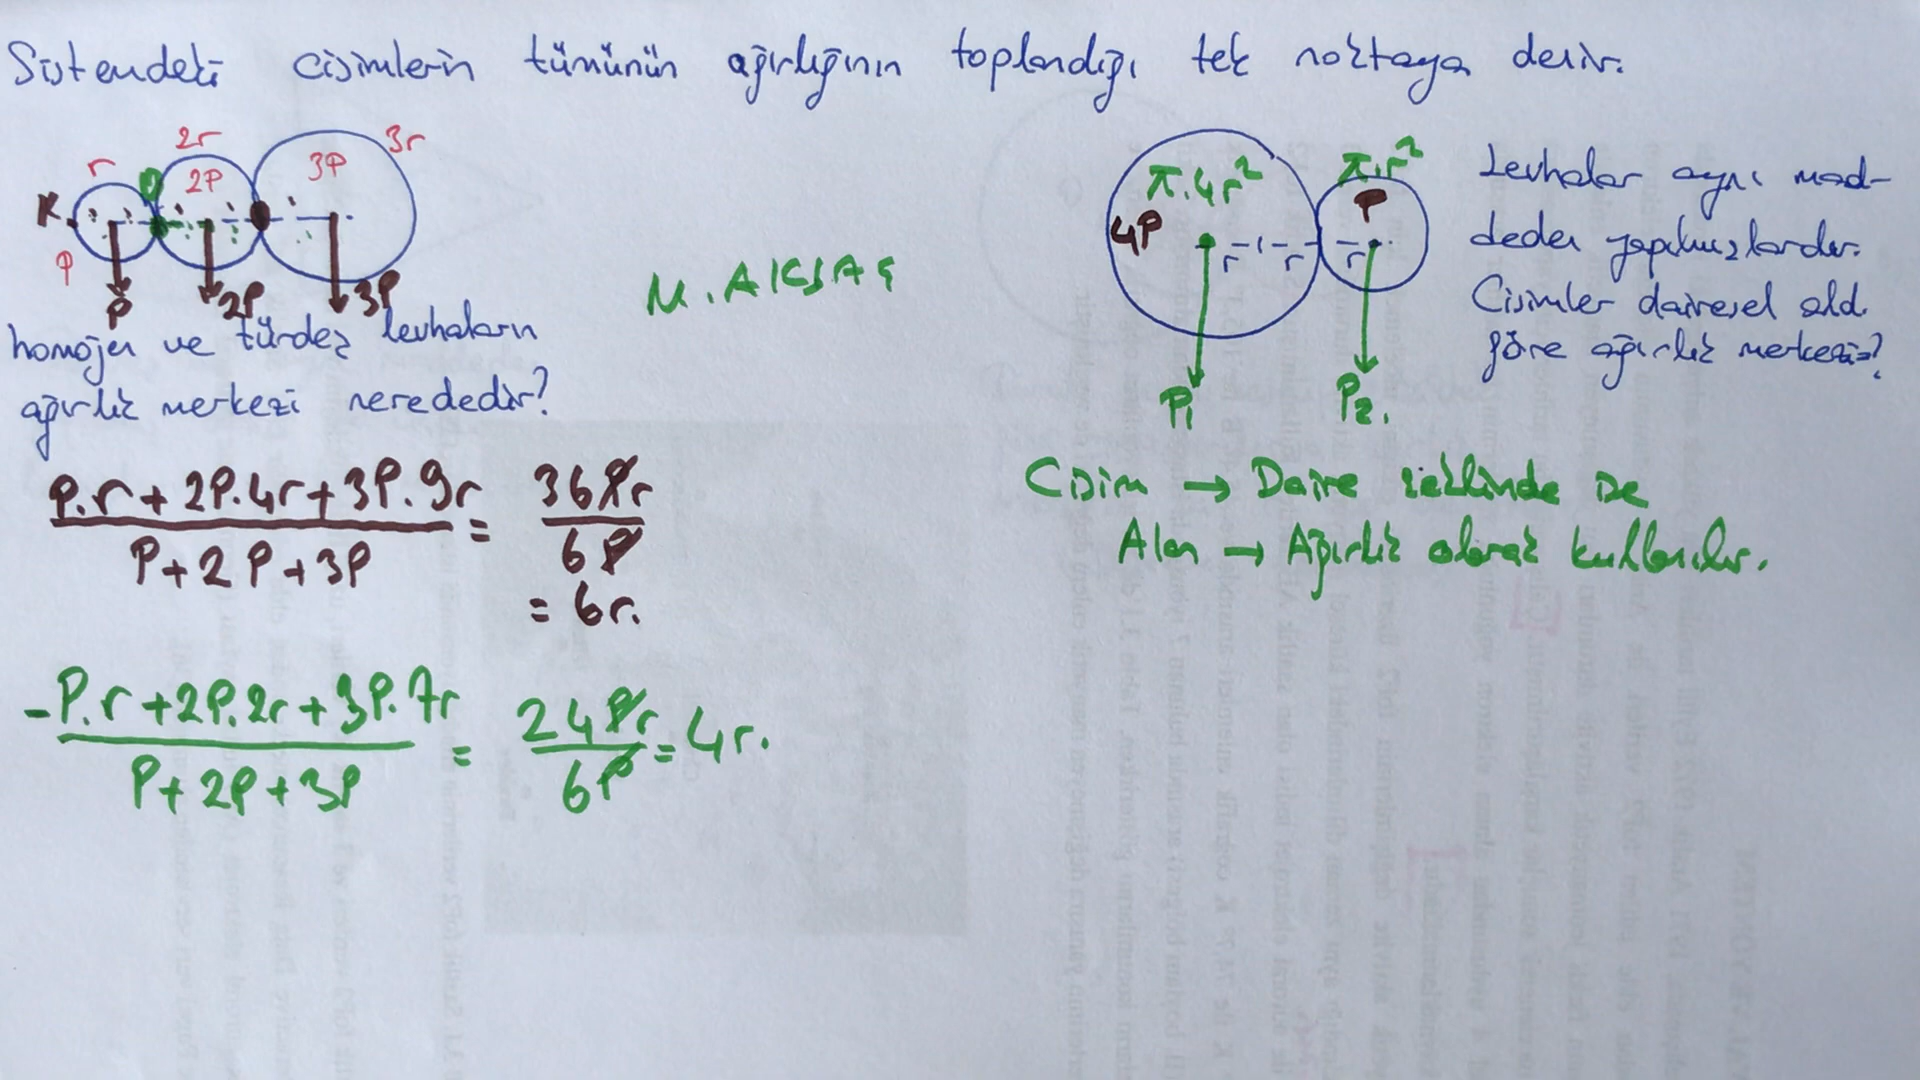 Sistemdeki cisimlerin tümünün ağırlığının toplandığı tek noktaya denir.
r 2r 3r
2P 3P
K. O
P
P 2P 3P
homojen ve türdeş levhaların
ağırlık merkezi nerededir?
P.r + 2P.4r + 3P.9r / P + 2P + 3P = 36Pr / 6P
= 6r.
-P.r + 2P.2r + 3P.7r / P + 2P + 3P = 24Pr / 6P = 4r.
M. AKSAÇ
π.4r² π.r²
4P P
r r r
P1 P2.
Levhalar aynı mad-
deden yapılmışlardır.
Cisimler dairesel old.
göre ağırlık merkezi=?
Cisim → Daire şeklinde ise
Alan → Ağırlık olarak kullanılır.